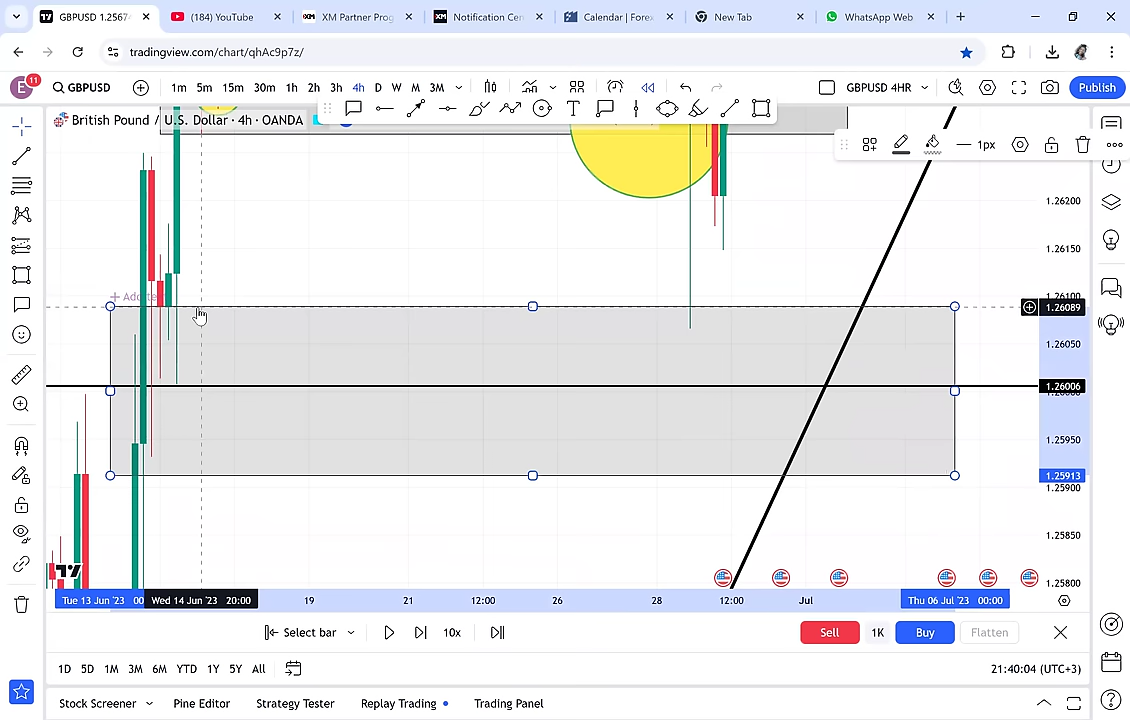 GBPUSD 1.2567
(184) YouTube
XM XM Partner Prog
XM Notification Cen
Calendar | Forex
New Tab
WhatsApp Web
tradingview.com/chart/qhAc9p7z/
E 11 GBPUSD 1m 5m 15m 30m 1h 2h 3h 4h D W M 3M GBPUSD 4HR Publish
British Pound / U.S. Dollar · 4h · OANDA
1px
1.26200
1.26150
1.26100
1.26089
1.26050
1.26006
1.25950
1.25913
1.25900
1.25850
1.25800
Tue 13 Jun '23 00 Wed 14 Jun '23 20:00 19 21 12:00 26 28 12:00 Jul Thu 06 Jul '23 00:00
Select bar 10x Sell 1K Buy Flatten
1D 5D 1M 3M 6M YTD 1Y 5Y All 21:40:04 (UTC+3)
Stock Screener Pine Editor Strategy Tester Replay Trading Trading Panel